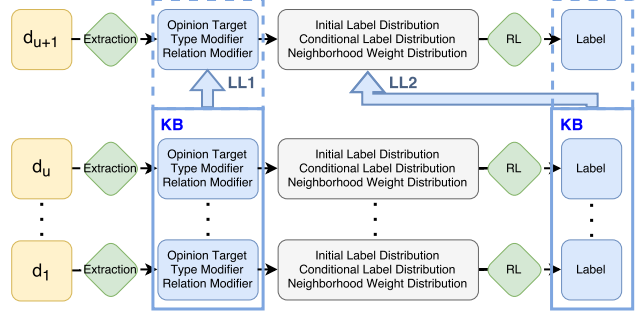 d_{u+1}
Extraction
Opinion Target
Type Modifier
Relation Modifier
Initial Label Distribution
Conditional Label Distribution
Neighborhood Weight Distribution
RL
Label
LL1
LL2
KB
KB
d_u
Extraction
Opinion Target
Type Modifier
Relation Modifier
Initial Label Distribution
Conditional Label Distribution
Neighborhood Weight Distribution
RL
Label
d_1
Extraction
Opinion Target
Type Modifier
Relation Modifier
Initial Label Distribution
Conditional Label Distribution
Neighborhood Weight Distribution
RL
Label